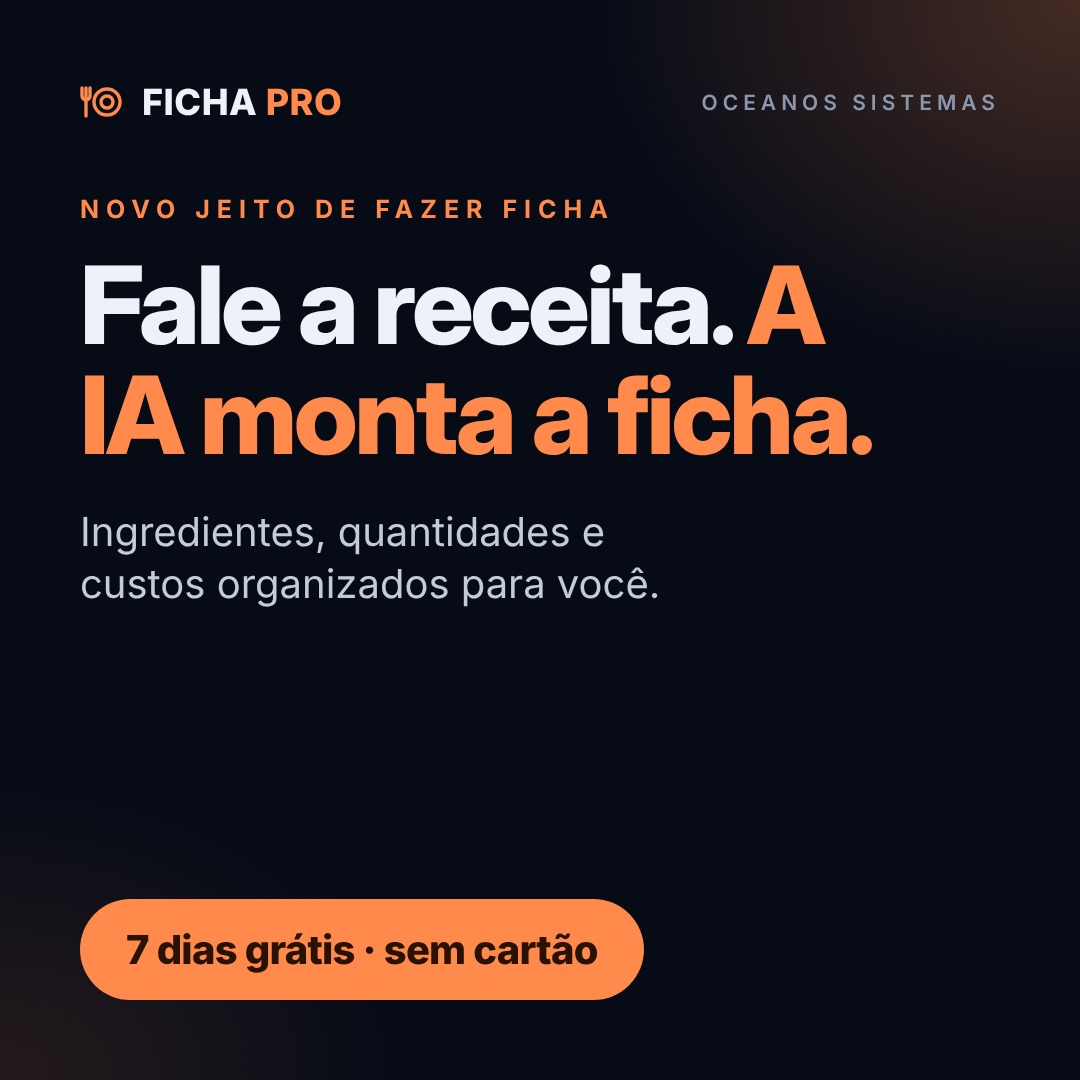 FICHA PRO
OCEANOS SISTEMAS
NOVO JEITO DE FAZER FICHA
Fale a receita. A
IA monta a ficha.
Ingredientes, quantidades e
custos organizados para você.
7 dias grátis · sem cartão